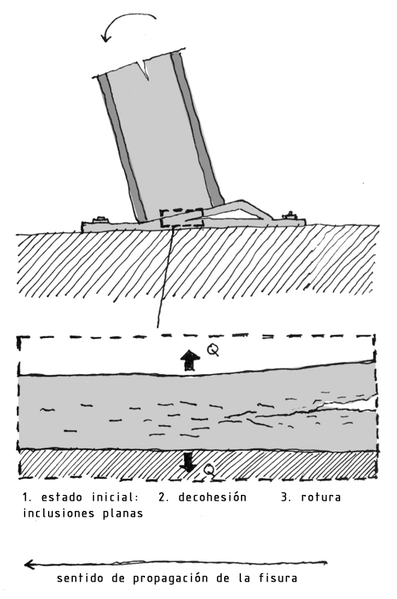 Q
Q
1. estado inicial: 2. decohesión 3. rotura
inclusiones planas
sentido de propagación de la fisura